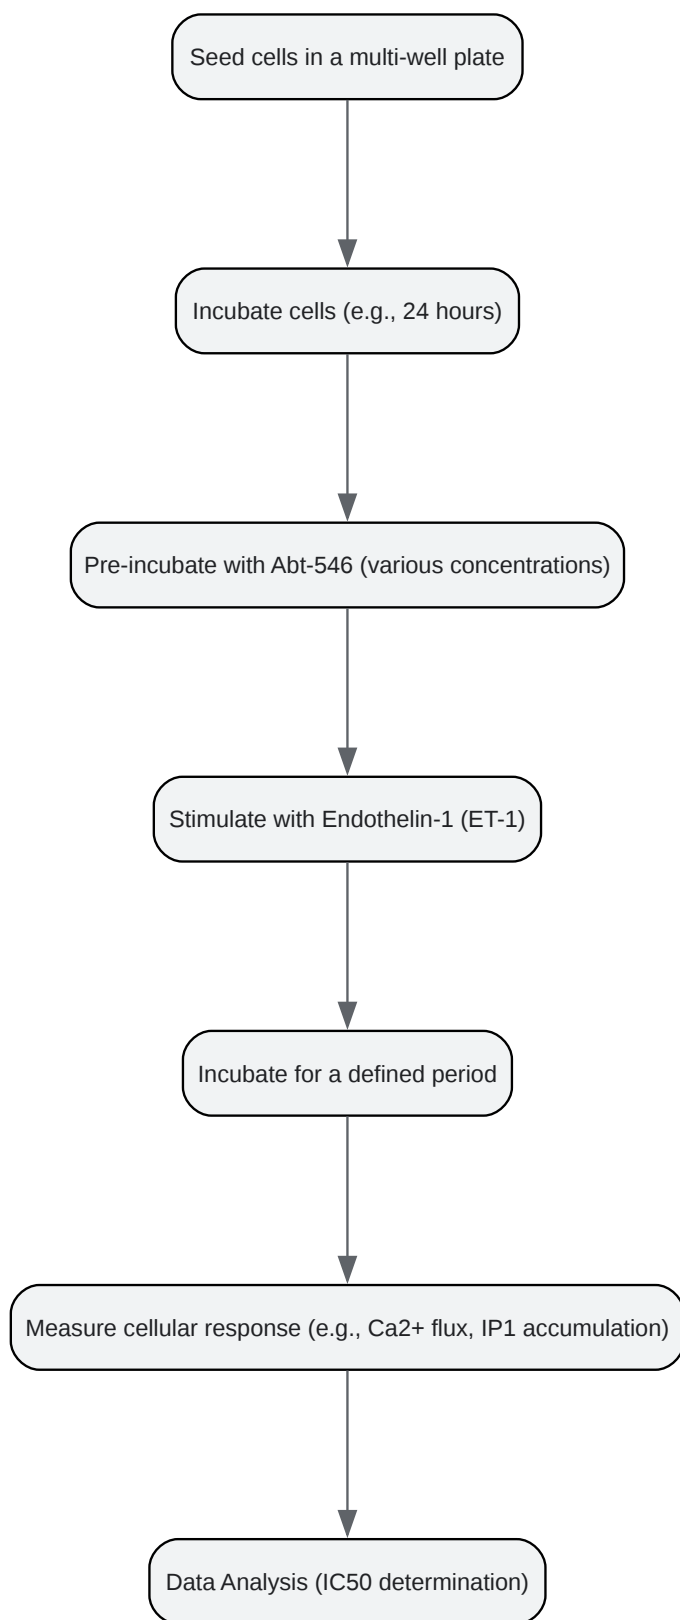 Seed cells in a multi-well plate
Incubate cells (e.g., 24 hours)
Pre-incubate with Abt-546 (various concentrations)
Stimulate with Endothelin-1 (ET-1)
Incubate for a defined period
Measure cellular response (e.g., Ca2+ flux, IP1 accumulation)
Data Analysis (IC50 determination)